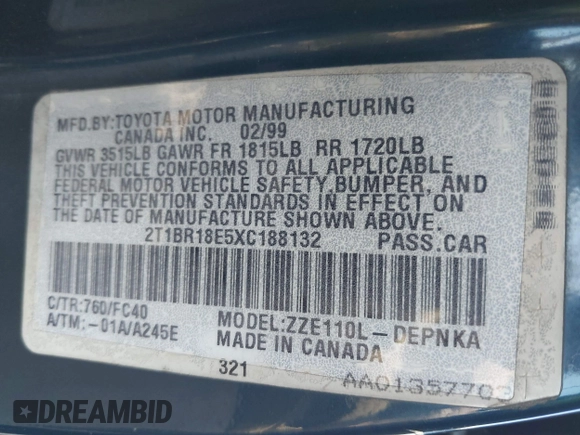 MFD.BY:TOYOTA MOTOR MANUFACTURING
CANADA INC. 02/99
GVWR 3515LB GAWR FR 1815LB RR 1720LB
THIS VEHICLE CONFORMS TO ALL APPLICABLE
FEDERAL MOTOR VEHICLE SAFETY,BUMPER, AND
THEFT PREVENTION STANDARDS IN EFFECT ON
THE DATE OF MANUFACTURE SHOWN ABOVE.
2T1BR18E5XC188132 PASS.CAR
C/TR:760/FC40
A/TM:-01A/A245E
MODEL:ZZE110L-DEPNKA
MADE IN CANADA
321
AA01357703
DREAMBID